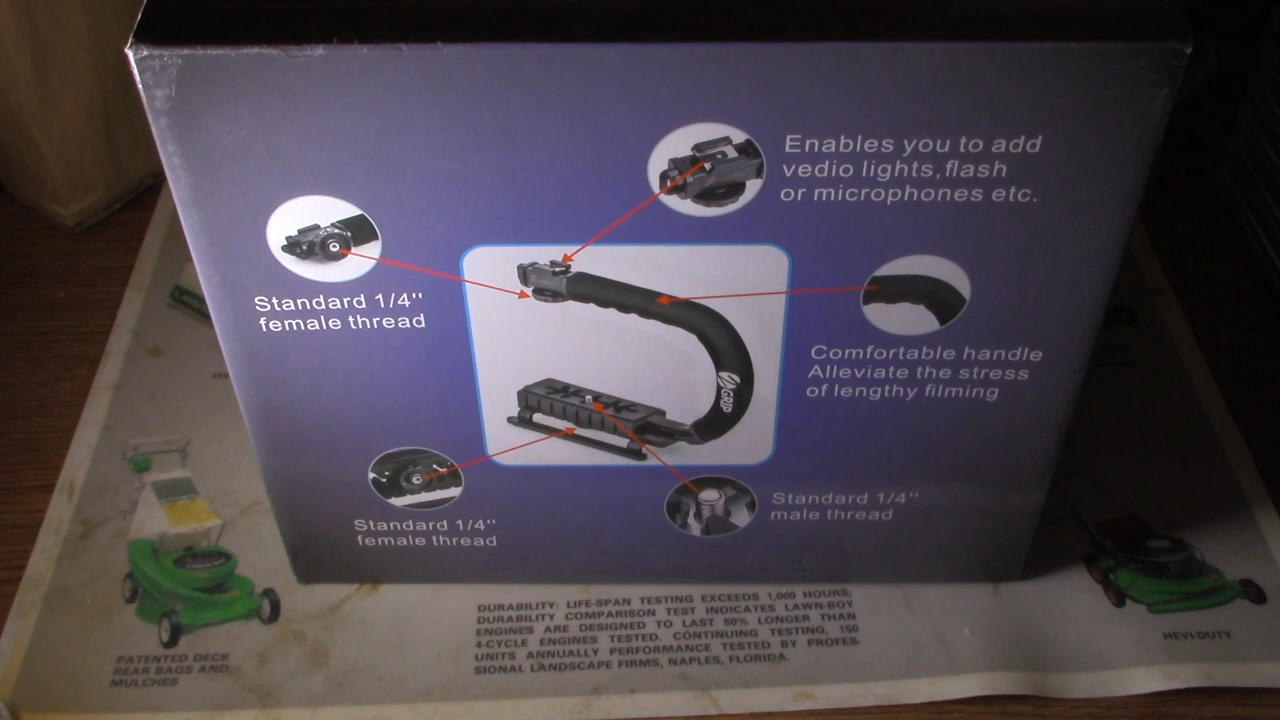 Enables you to add
vedio lights,flash
or microphones etc.
Standard 1/4''
female thread
Comfortable handle
Alleviate the stress
of lengthy filming
GRIP
Standard 1/4''
female thread
Standard 1/4''
male thread
DURABILITY: LIFE-SPAN TESTING EXCEEDS 1,000 HOURS;
DURABILITY COMPARISON TEST INDICATES LAWN-BOY
ENGINES ARE DESIGNED TO LAST 50% LONGER THAN
4-CYCLE ENGINES TESTED. CONTINUING TESTING, 150
UNITS ANNUALLY PERFORMANCE TESTED BY PROFES-
SIONAL LANDSCAPE FIRMS, NAPLES, FLORIDA.
PATENTED DECK
REAR BAGS AND
MULCHES
HEVI-DUTY